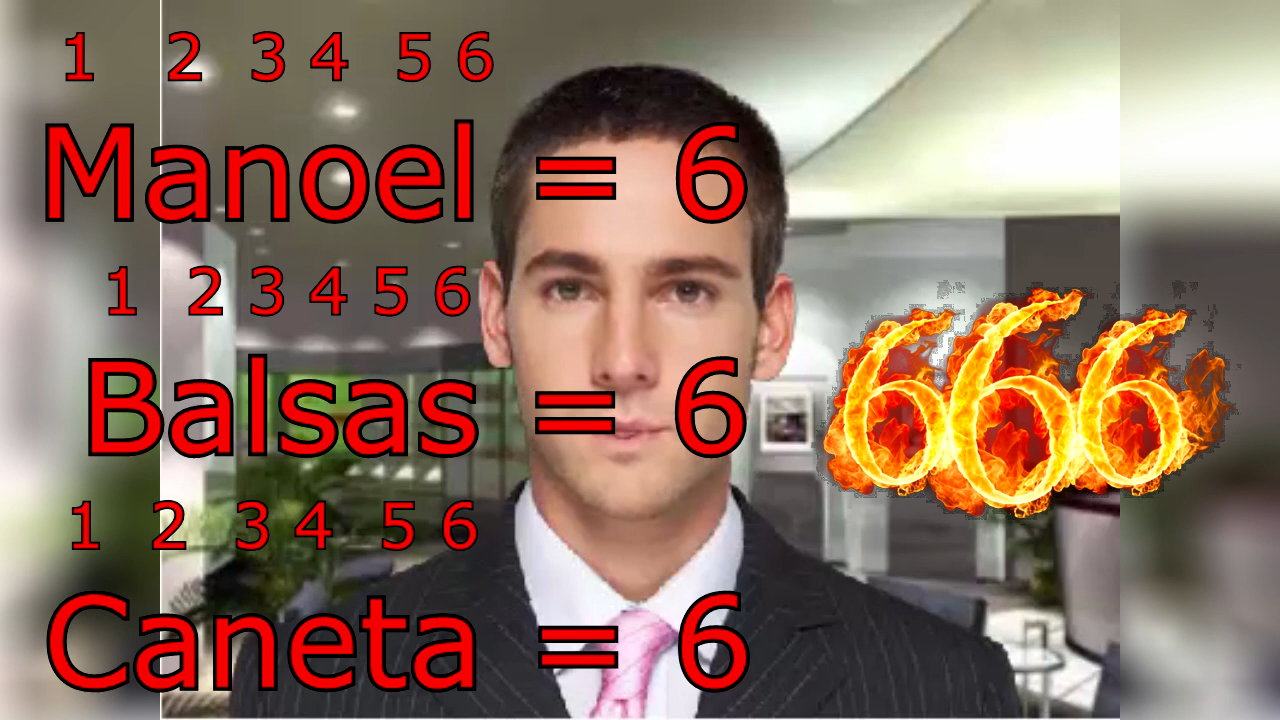 1 2 3 4 5 6
Manoel = 6
1 2 3 4 5 6
Balsas = 6
666
1 2 3 4 5 6
Caneta = 6